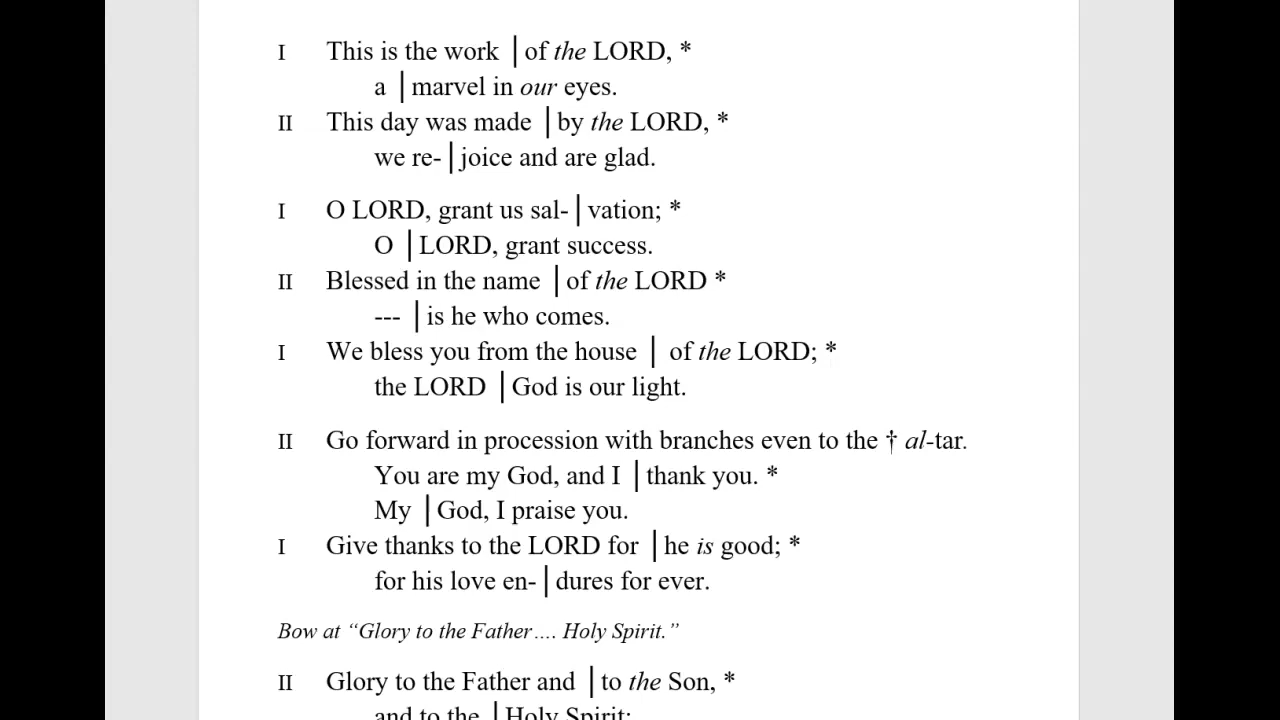 I This is the work | of the LORD, *
a | marvel in our eyes.
II This day was made | by the LORD, *
we re- | joice and are glad.
I O LORD, grant us sal- | vation; *
O | LORD, grant success.
II Blessed in the name | of the LORD *
--- | is he who comes.
I We bless you from the house | of the LORD; *
the LORD | God is our light.
II Go forward in procession with branches even to the † al-tar.
You are my God, and I | thank you. *
My | God, I praise you.
I Give thanks to the LORD for | he is good; *
for his love en- | dures for ever.
Bow at “Glory to the Father…. Holy Spirit.”
II Glory to the Father and | to the Son, *
and to the | Holy Spirit: